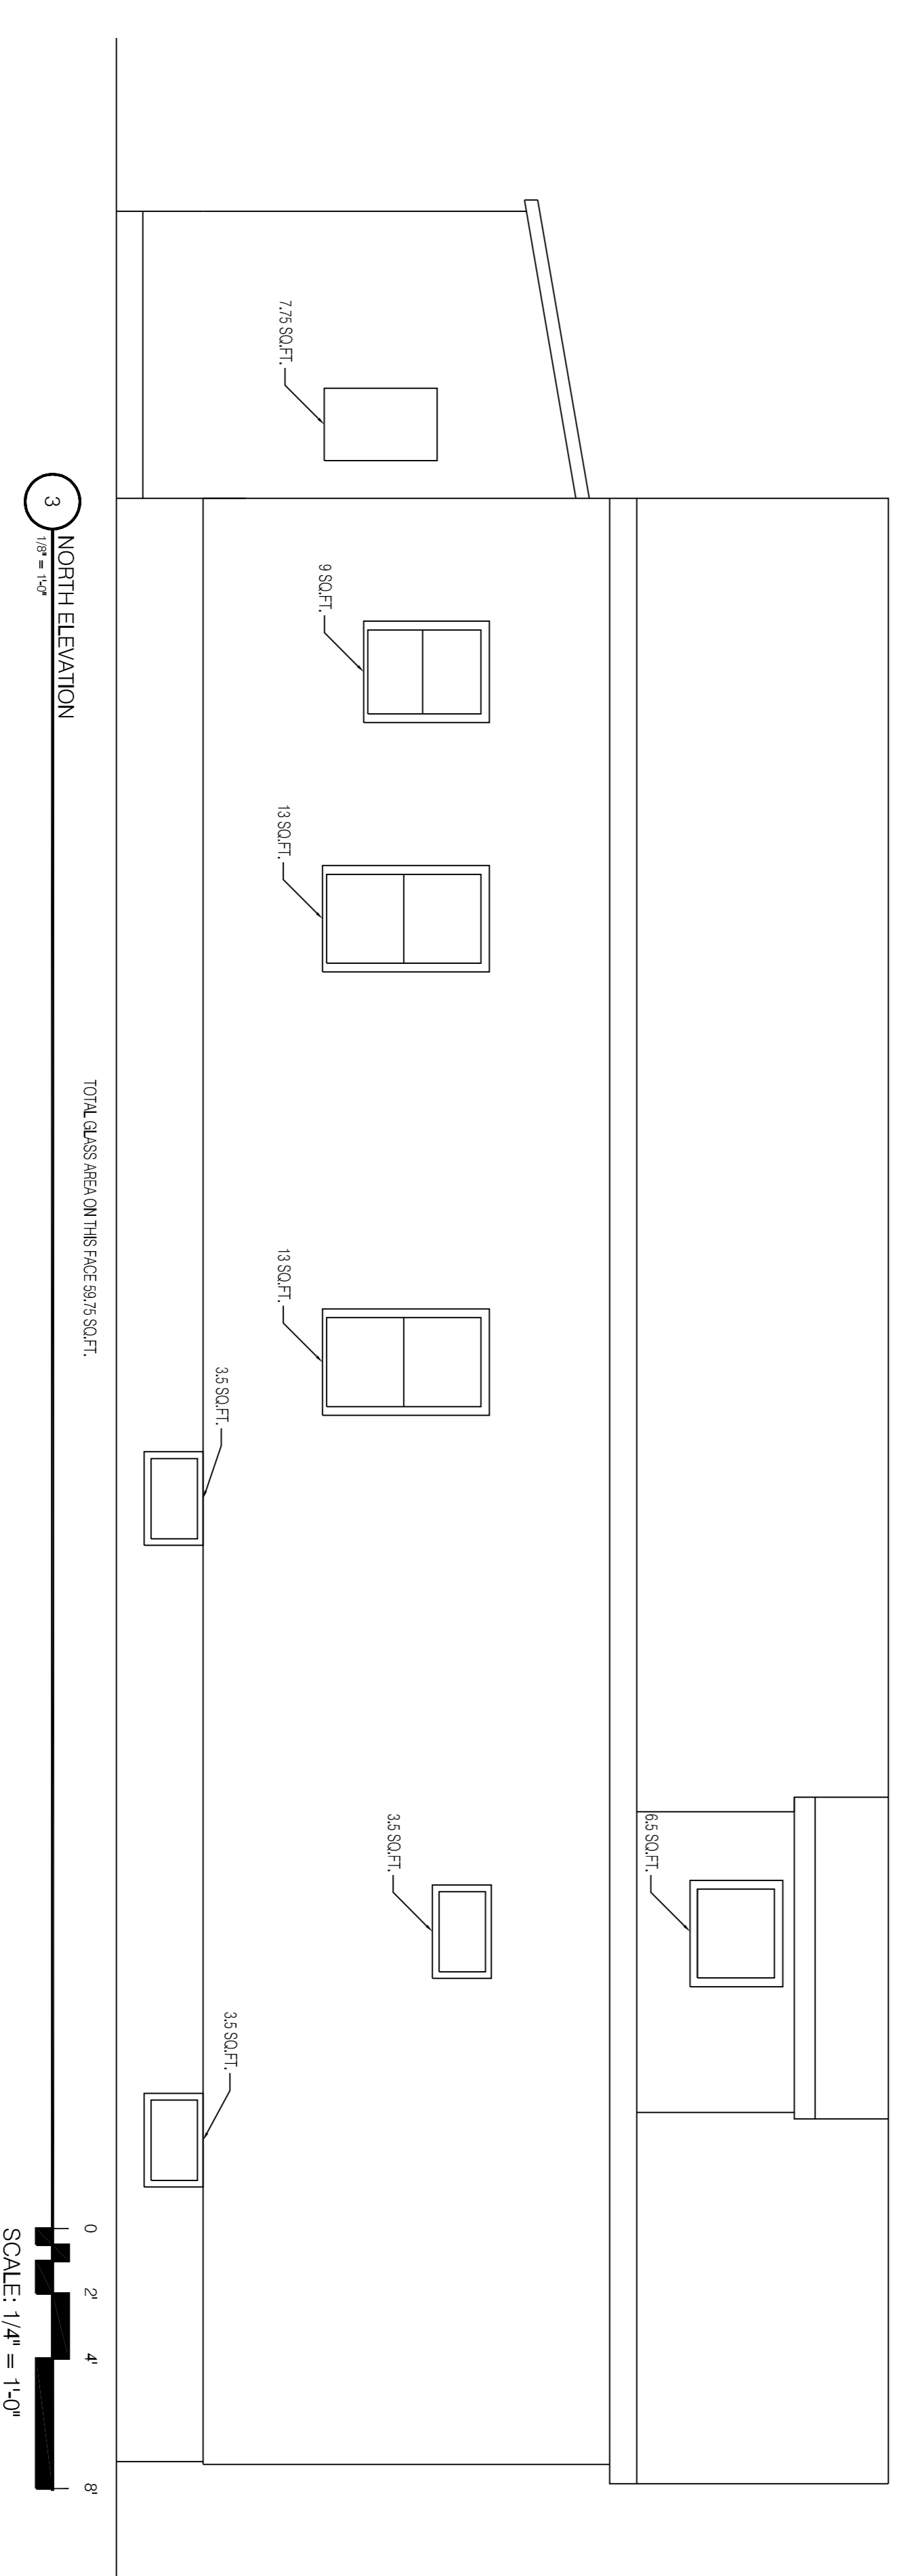 6.5 SQ.FT.
7.75 SQ.FT.
9 SQ.FT.
13 SQ.FT.
13 SQ.FT.
3.5 SQ.FT.
3.5 SQ.FT.
3.5 SQ.FT.
TOTAL GLASS AREA ON THIS FACE 59.75 SQ.FT.
3
NORTH ELEVATION
1/8" = 1'-0"
0 2' 4' 8'
SCALE: 1/4" = 1'-0"